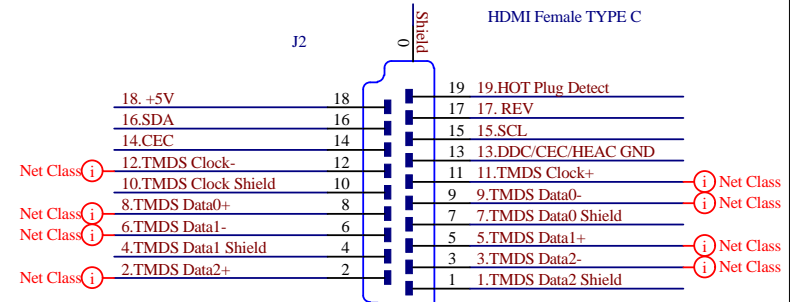 HDMI Female TYPE C
J2
0
Shield
19 19.HOT Plug Detect
18. +5V 18
17 17. REV
16.SDA 16
15 15.SCL
14.CEC 14
13 13.DDC/CEC/HEAC GND
Net Class i 12.TMDS Clock- 12
11 11.TMDS Clock+ i Net Class
10.TMDS Clock Shield 10
9 9.TMDS Data0- i Net Class
Net Class i 8.TMDS Data0+ 8
7 7.TMDS Data0 Shield
Net Class i 6.TMDS Data1- 6
5 5.TMDS Data1+ i Net Class
4.TMDS Data1 Shield 4
3 3.TMDS Data2- i Net Class
Net Class i 2.TMDS Data2+ 2
1 1.TMDS Data2 Shield